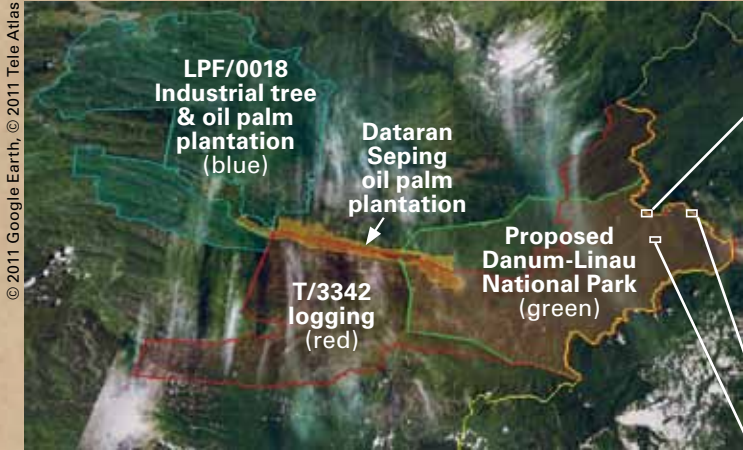 © 2011 Google Earth, © 2011 Tele Atlas
LPF/0018
Industrial tree
& oil palm
plantation
(blue)
Dataran
Seping
oil palm
plantation
T/3342
logging
(red)
Proposed
Danum-Linau
National Park
(green)